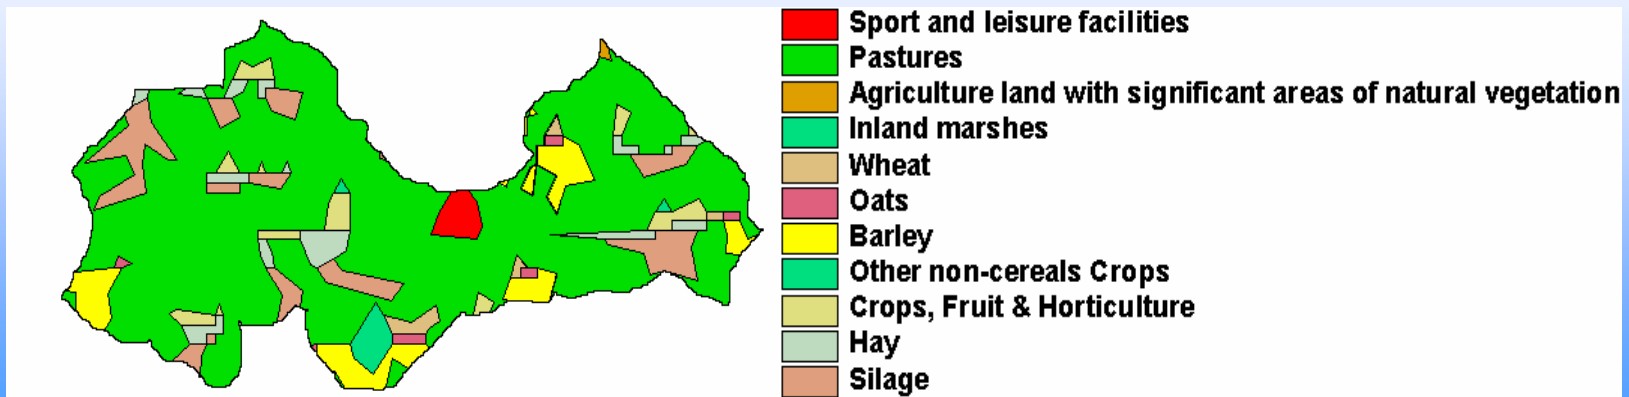 Sport and leisure facilities
Pastures
Agriculture land with significant areas of natural vegetation
Inland marshes
Wheat
Oats
Barley
Other non-cereals Crops
Crops, Fruit & Horticulture
Hay
Silage